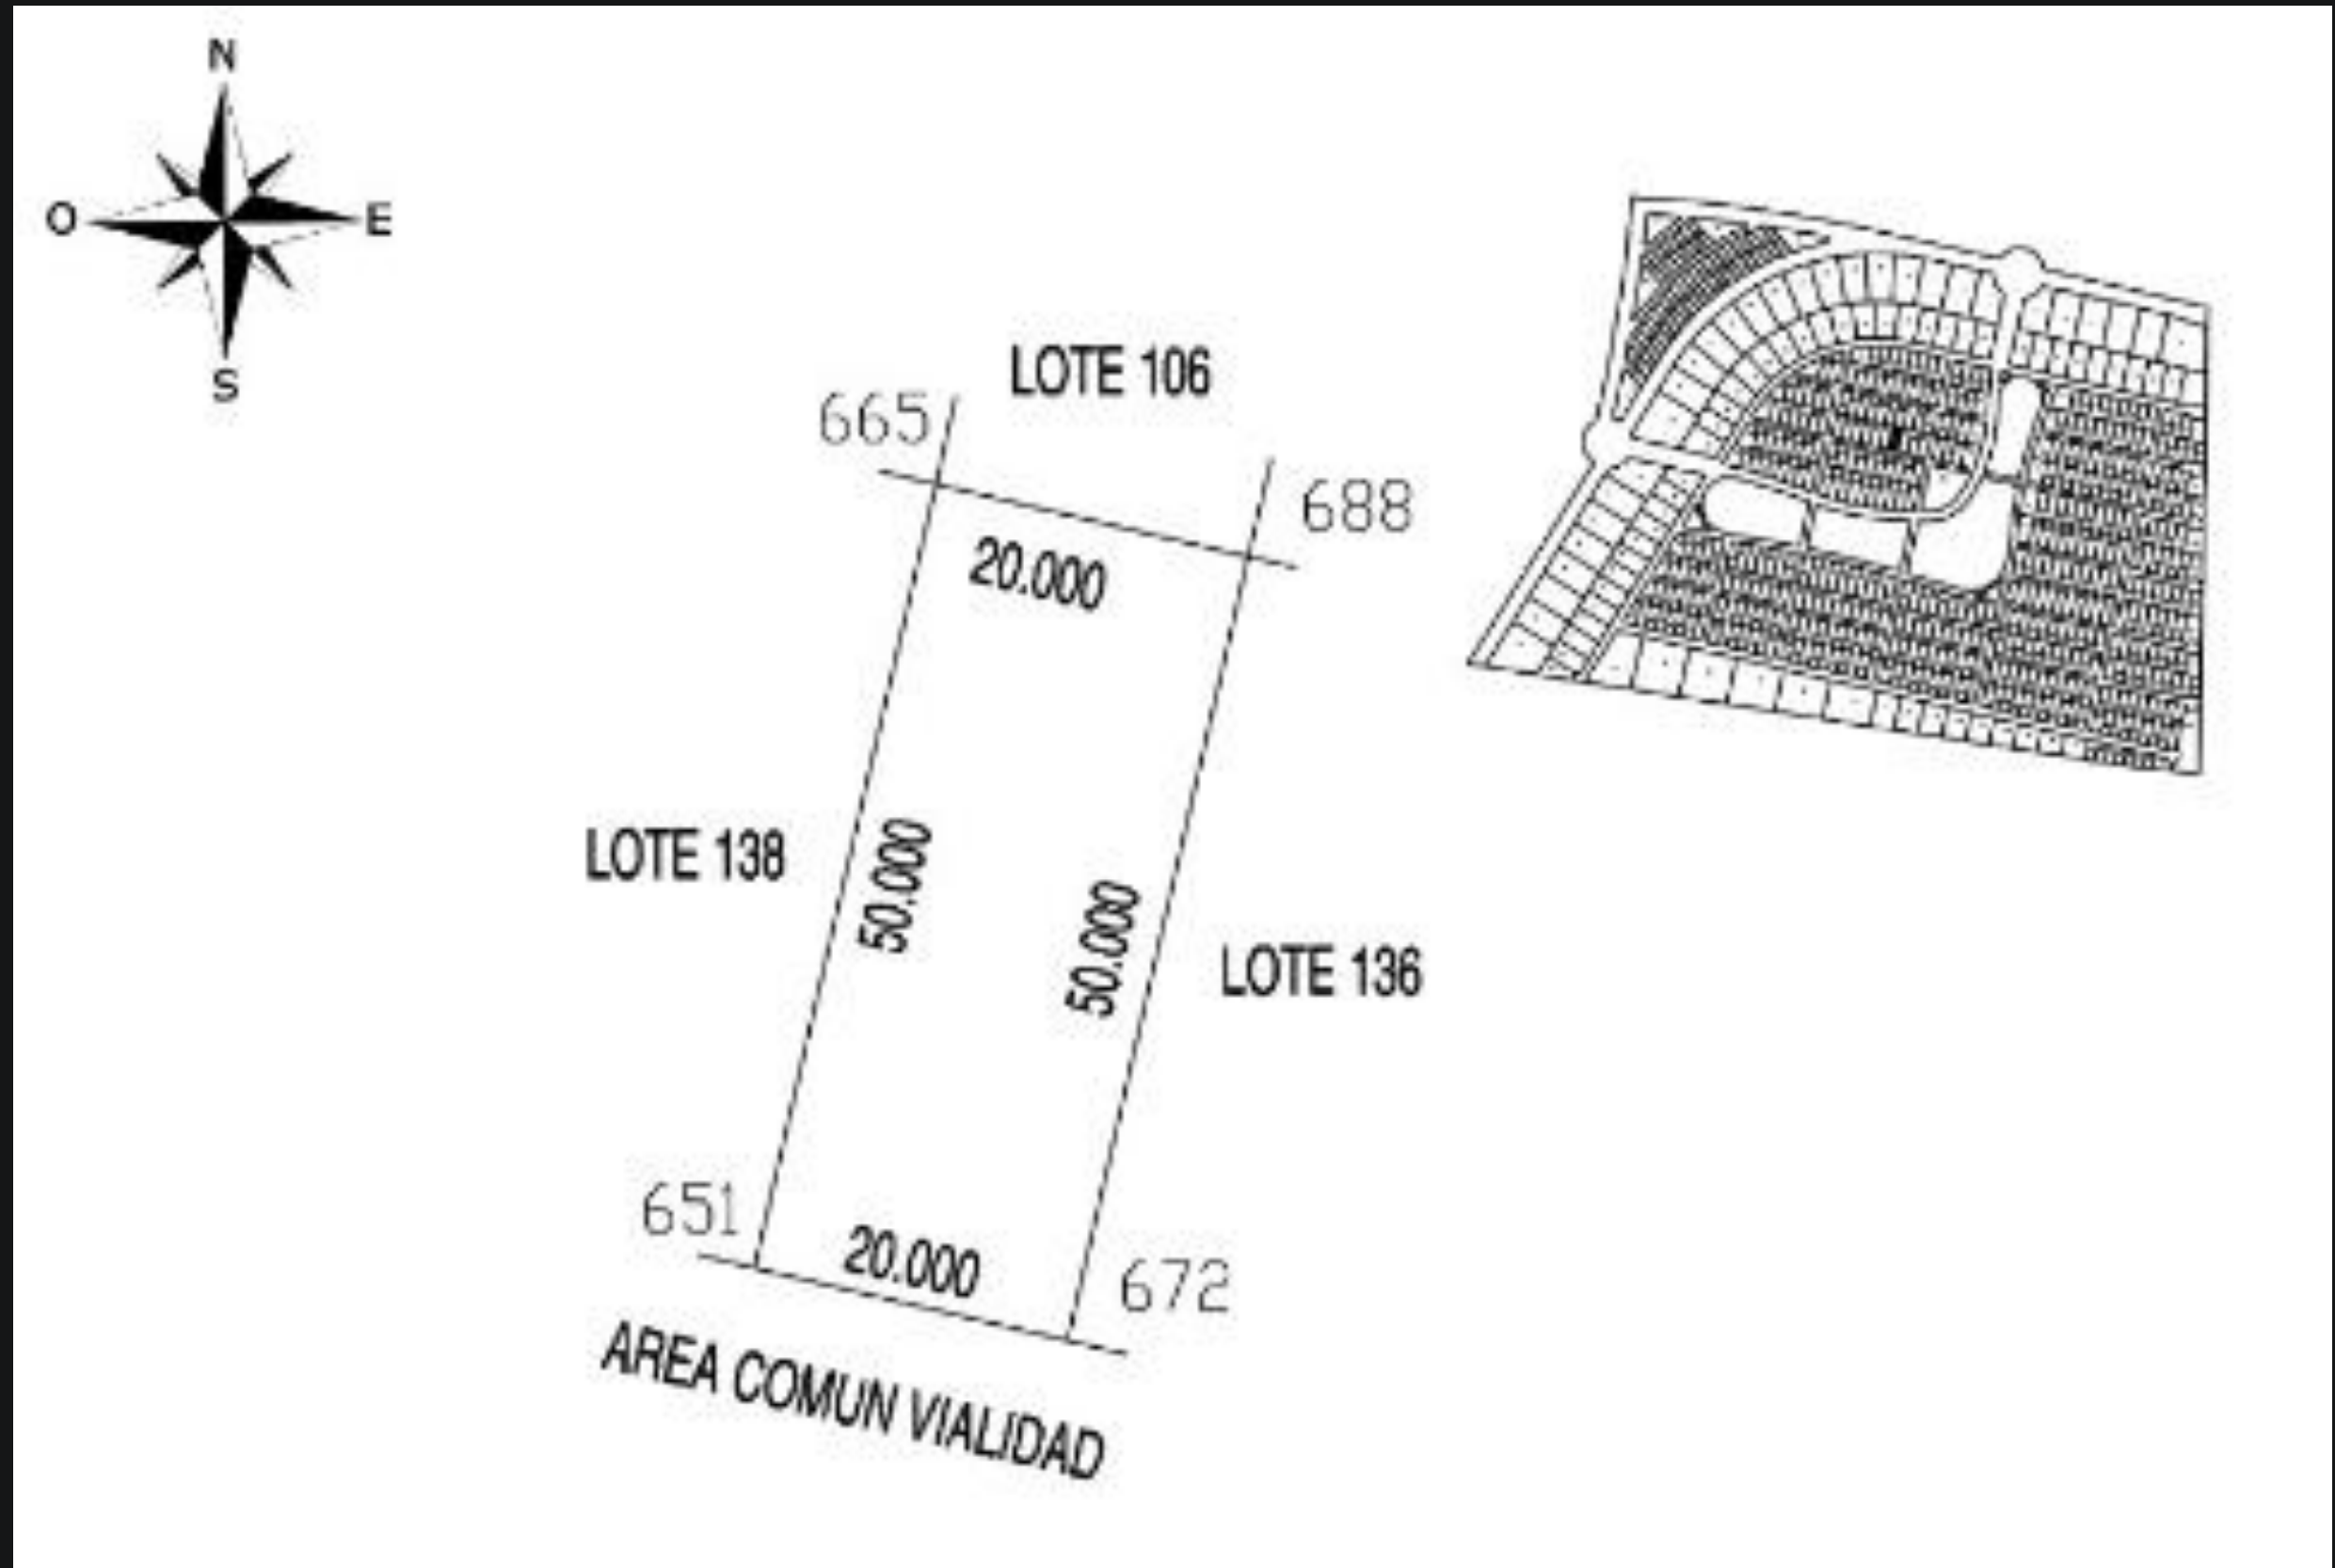 N
O
E
S
LOTE 106
665
688
20.000
LOTE 138
50.000
50.000
LOTE 136
651
20.000
672
AREA COMUN VIALIDAD